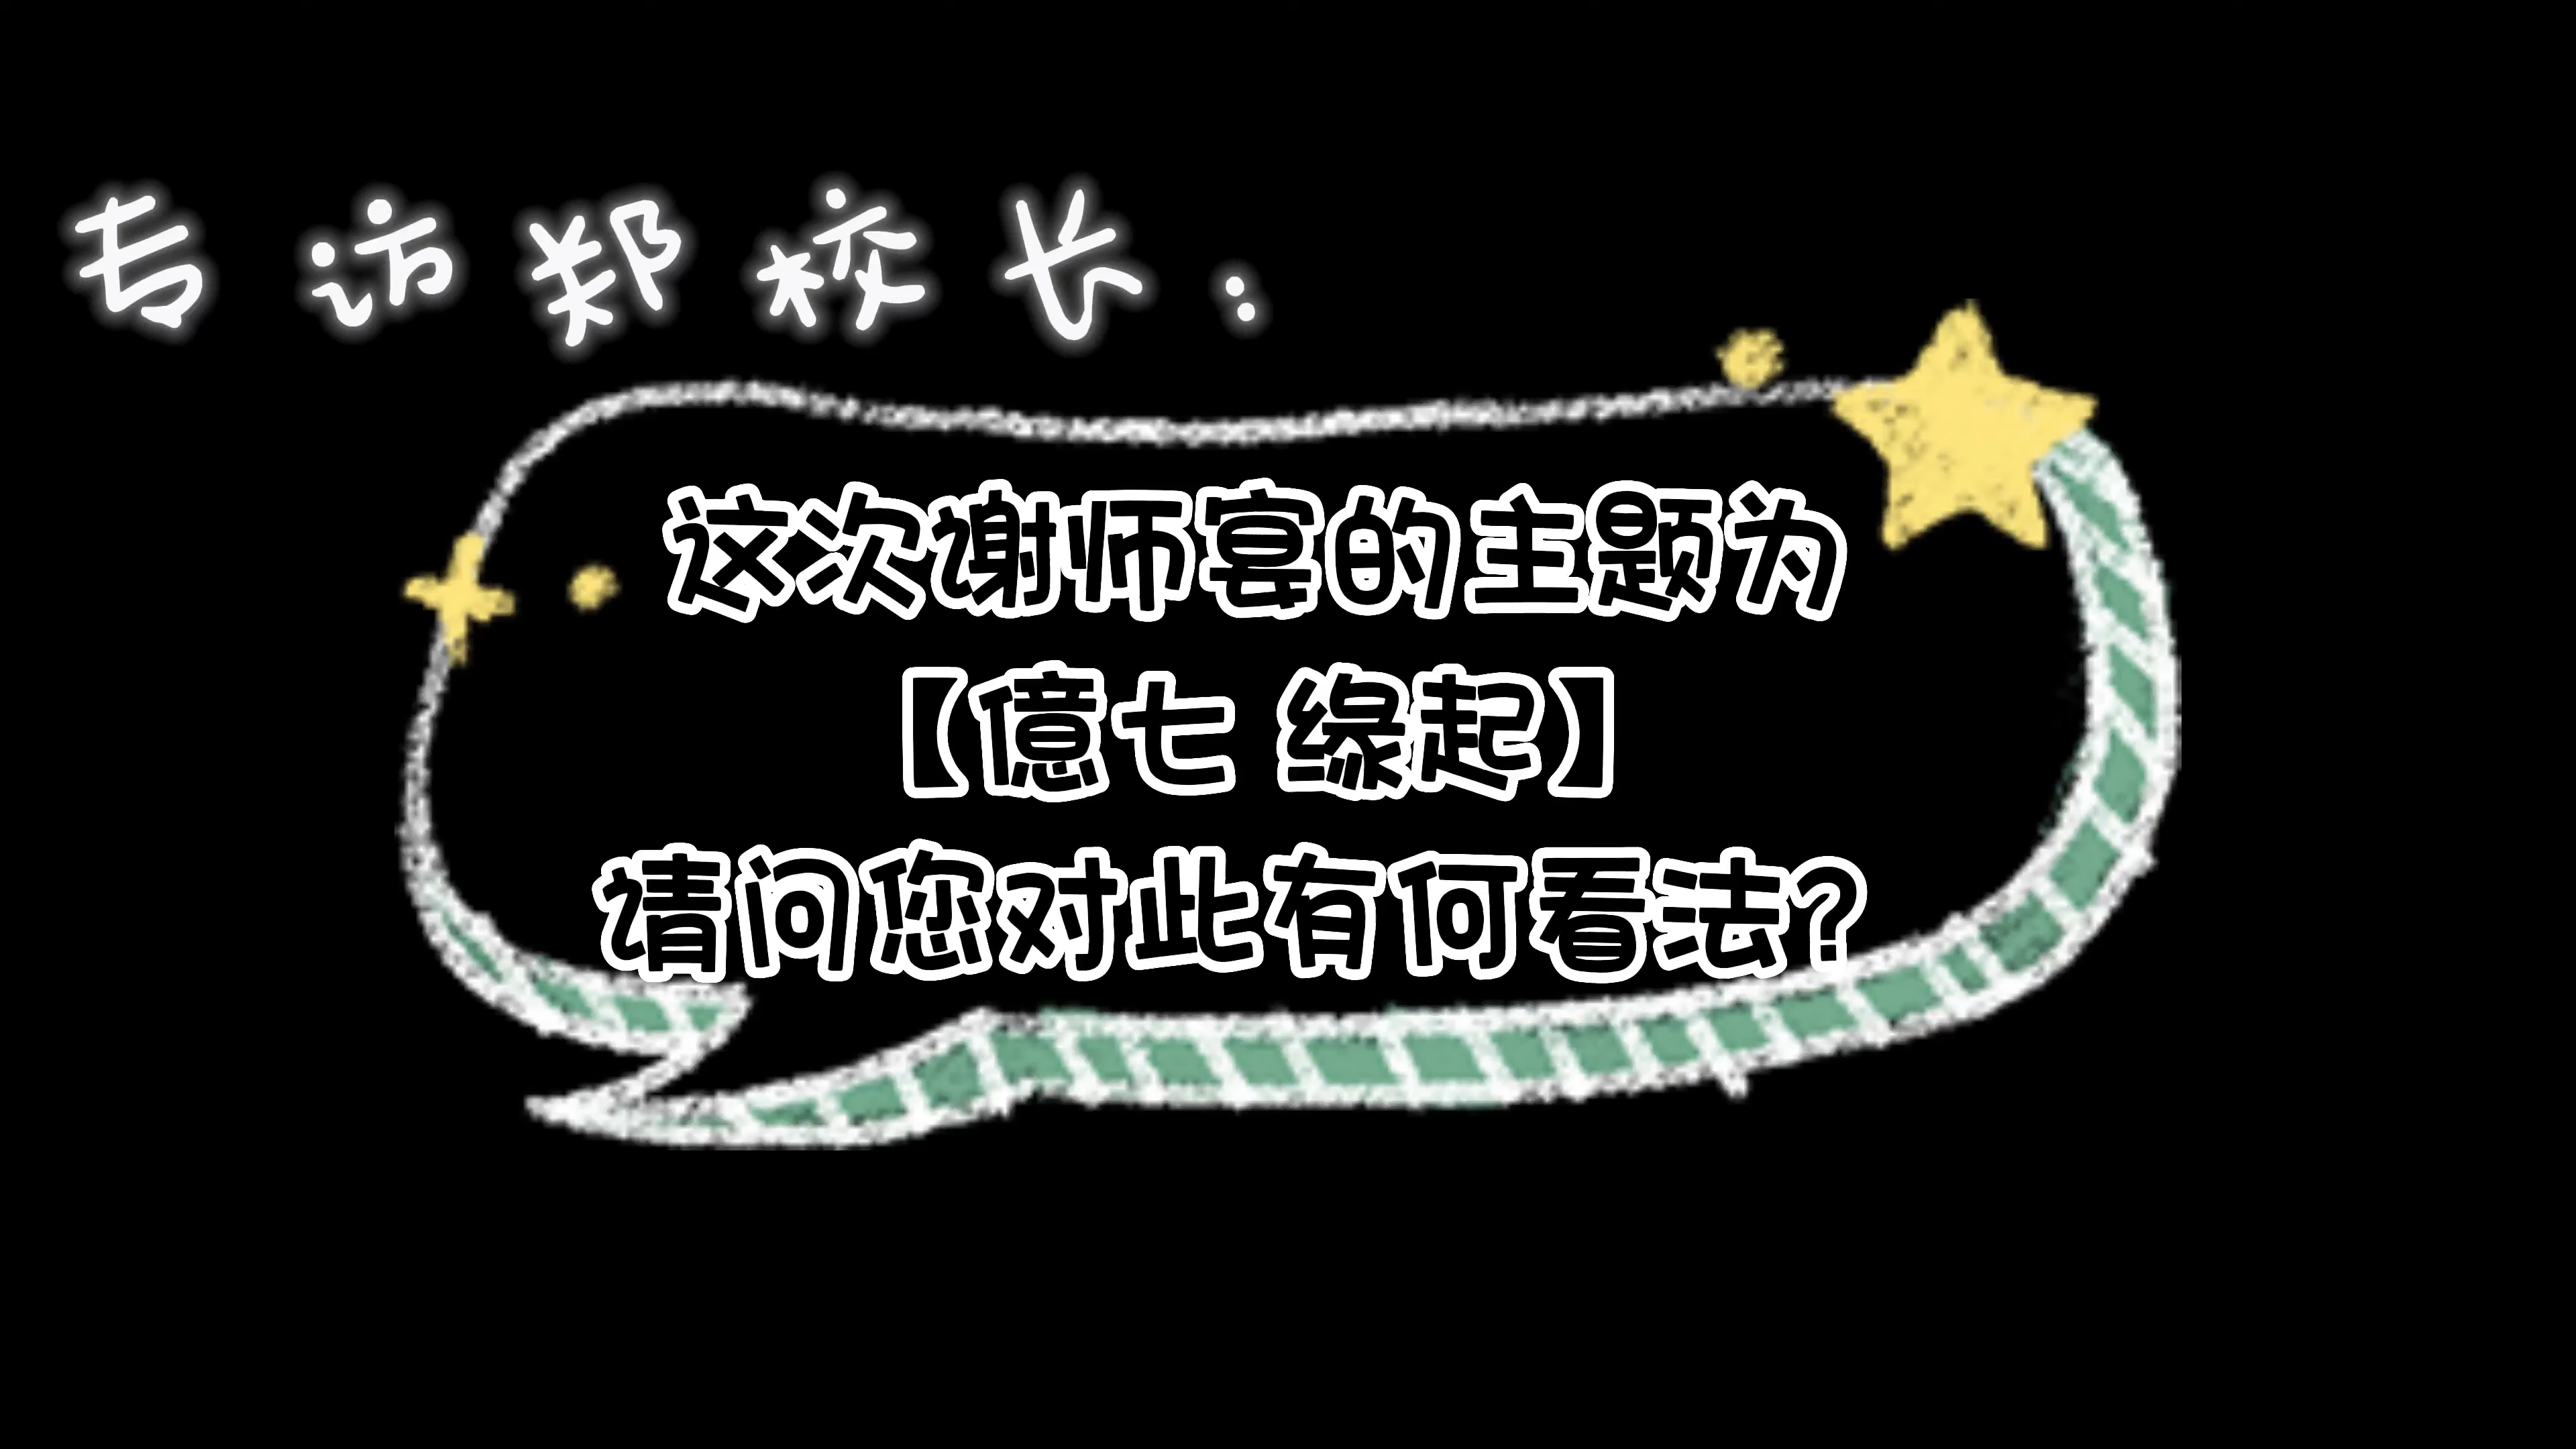 专访郑校长：
这次谢师宴的主题为
【億七 缘起】
请问您对此有何看法?